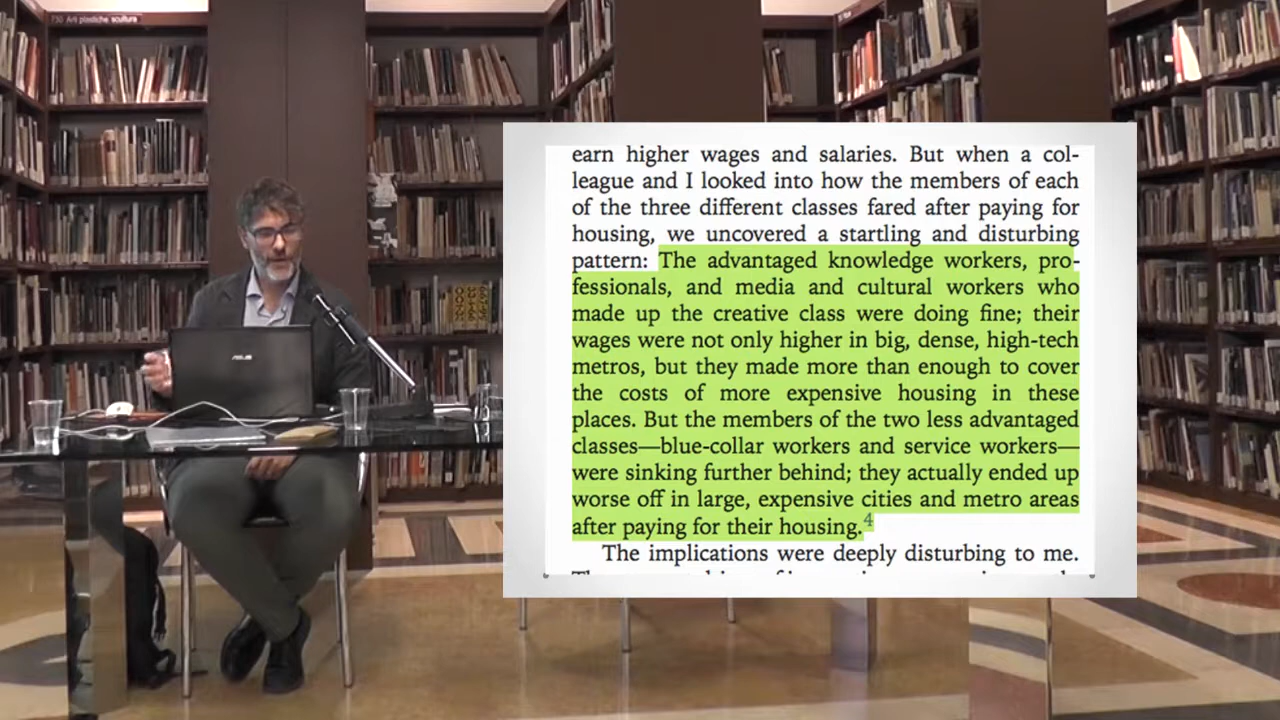 750 Arti plastiche scultura
earn higher wages and salaries. But when a col-
league and I looked into how the members of each
of the three different classes fared after paying for
housing, we uncovered a startling and disturbing
pattern: The advantaged knowledge workers, pro-
fessionals, and media and cultural workers who
made up the creative class were doing fine; their
wages were not only higher in big, dense, high-tech
metros, but they made more than enough to cover
the costs of more expensive housing in these
places. But the members of the two less advantaged
classes—blue-collar workers and service workers—
were sinking further behind; they actually ended up
worse off in large, expensive cities and metro areas
after paying for their housing.4
The implications were deeply disturbing to me.
ASUS